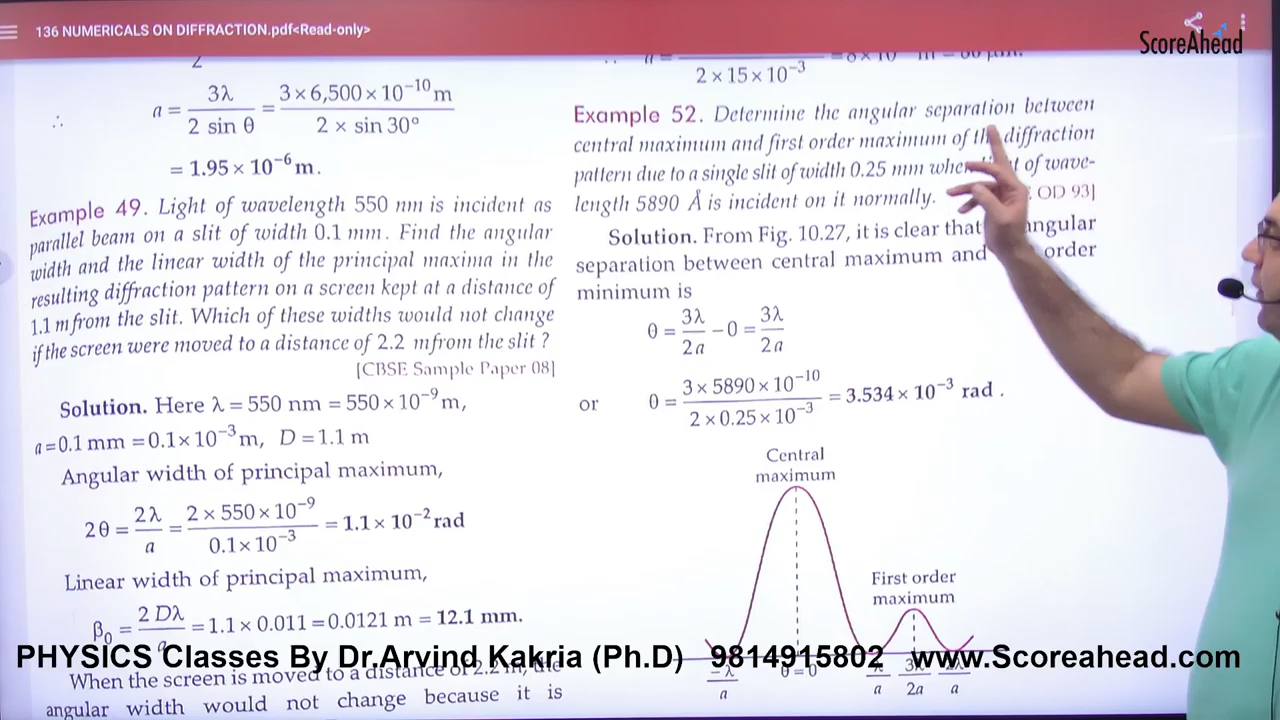 136 NUMERICALS ON DIFFRACTION.pdf<Read-only>
ScoreAhead
2
∴ a = 3λ / 2 sin θ = 3 × 6,500 × 10⁻¹⁰ m / 2 × sin 30°
= 1.95 × 10⁻⁶ m.
Example 49. Light of wavelength 550 nm is incident as
parallel beam on a slit of width 0.1 mm. Find the angular
width and the linear width of the principal maxima in the
resulting diffraction pattern on a screen kept at a distance of
1.1 m from the slit. Which of these widths would not change
if the screen were moved to a distance of 2.2 m from the slit ?
[CBSE Sample Paper 08]
Solution. Here λ = 550 nm = 550 × 10⁻⁹ m,
a = 0.1 mm = 0.1 × 10⁻³ m, D = 1.1 m
Angular width of principal maximum,
2θ = 2λ / a = 2 × 550 × 10⁻⁹ / 0.1 × 10⁻³ = 1.1 × 10⁻² rad
Linear width of principal maximum,
β₀ = 2 Dλ / a = 1.1 × 0.011 = 0.0121 m = 12.1 mm.
When the screen is moved to a distance of 2.2 m, the
angular width would not change because it is
2 × 15 × 10⁻³
Example 52. Determine the angular separation between
central maximum and first order maximum of the diffraction
pattern due to a single slit of width 0.25 mm when of wave-
length 5890 Å is incident on it normally. OD 93]
Solution. From Fig. 10.27, it is clear that angular
separation between central maximum and order
minimum is
θ = 3λ / 2a − 0 = 3λ / 2a
or θ = 3 × 5890 × 10⁻¹⁰ / 2 × 0.25 × 10⁻³ = 3.534 × 10⁻³ rad .
Central
maximum
First order
maximum
−λ / a θ = 0 λ / a 3λ / 2a / a
PHYSICS Classes By Dr.Arvind Kakria (Ph.D) 9814915802 www.Scoreahead.com